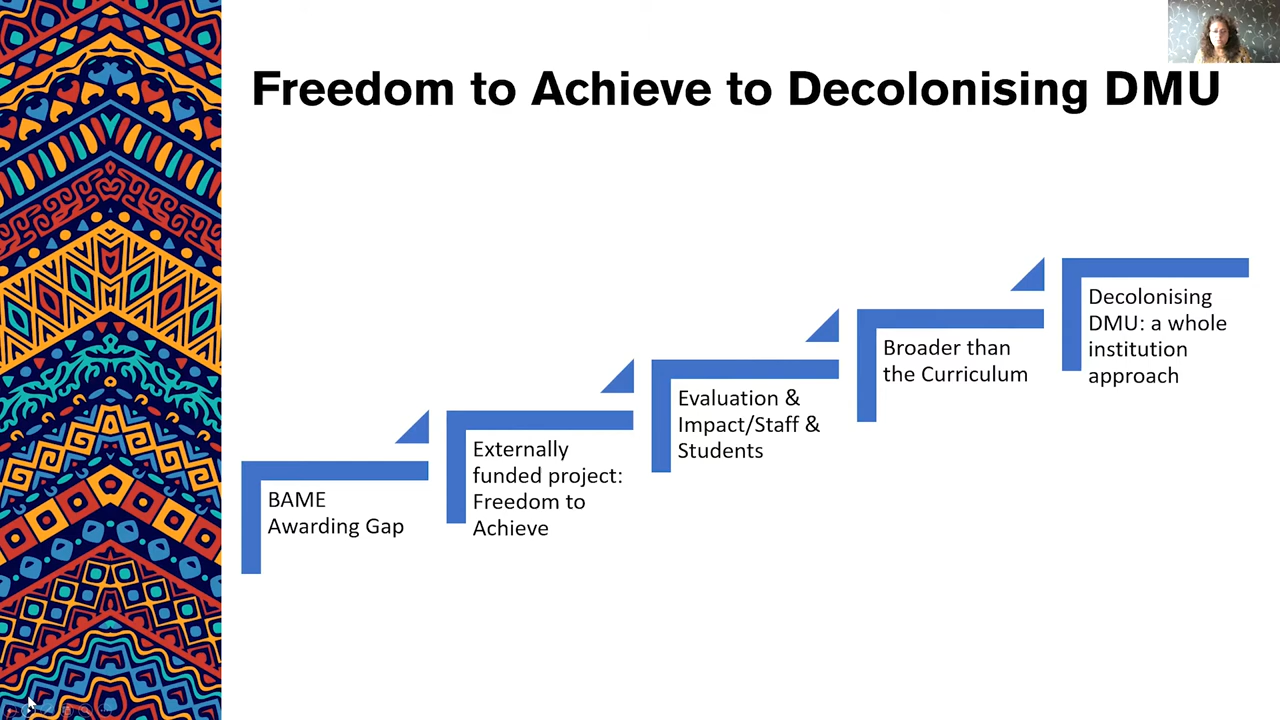 Freedom to Achieve to Decolonising DMU
BAME
Awarding Gap
Externally
funded project:
Freedom to
Achieve
Evaluation &
Impact/Staff &
Students
Broader than
the Curriculum
Decolonising
DMU: a whole
institution
approach